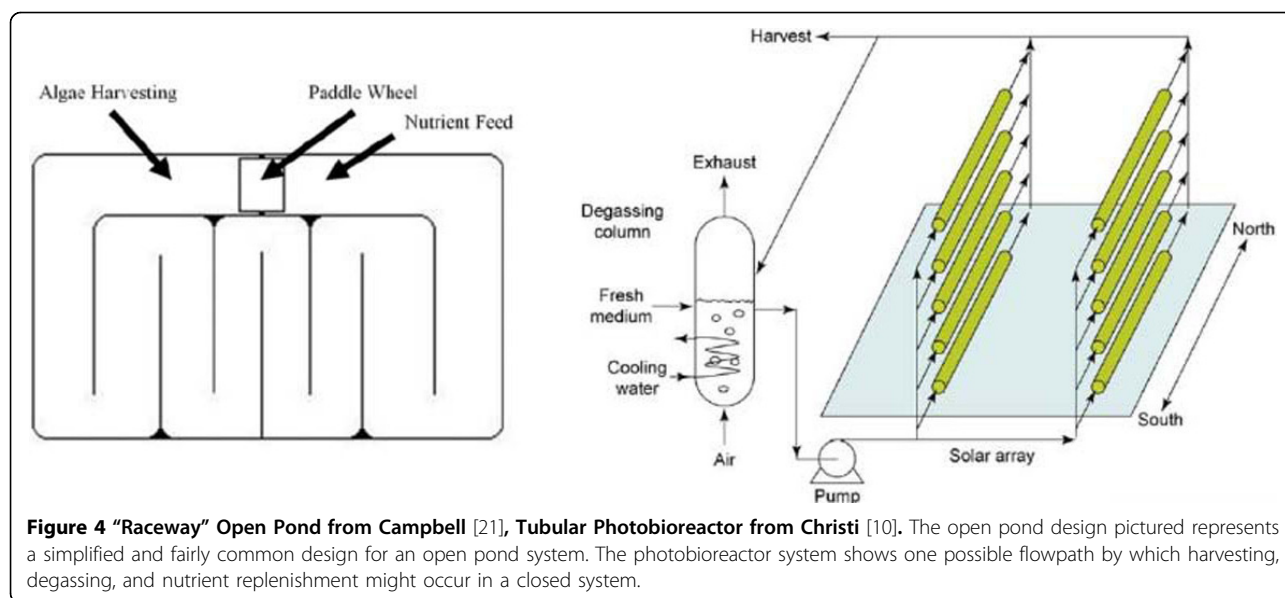 Algae Harvesting
Paddle Wheel
Nutrient Feed
Harvest
Exhaust
Degassing
column
Fresh
medium
Cooling
water
Air
Pump
Solar array
North
South
Figure 4 “Raceway” Open Pond from Campbell [21], Tubular Photobioreactor from Christi [10]. The open pond design pictured represents
a simplified and fairly common design for an open pond system. The photobioreactor system shows one possible flowpath by which harvesting,
degassing, and nutrient replenishment might occur in a closed system.